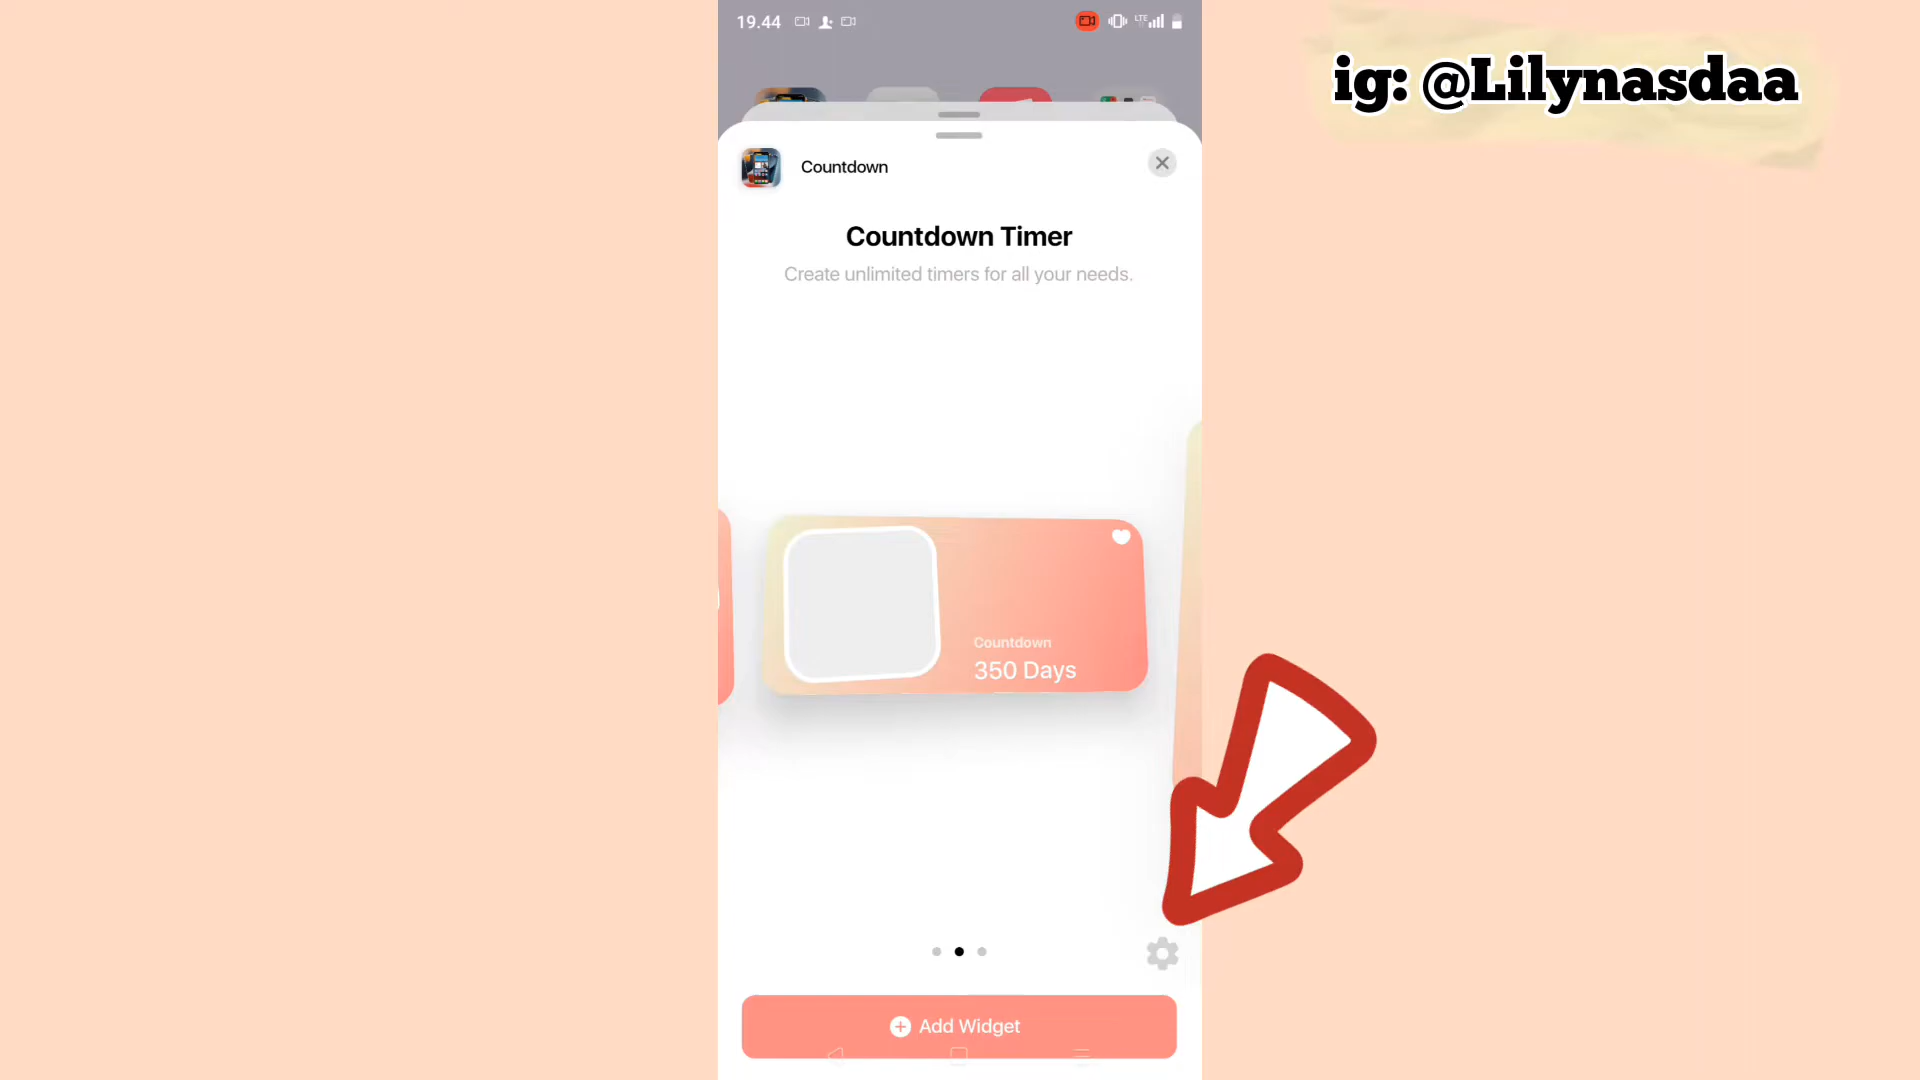 19.44
LTE
ig: @Lilynasdaa
Countdown
Countdown Timer
Create unlimited timers for all your needs.
Countdown
350 Days
Add Widget